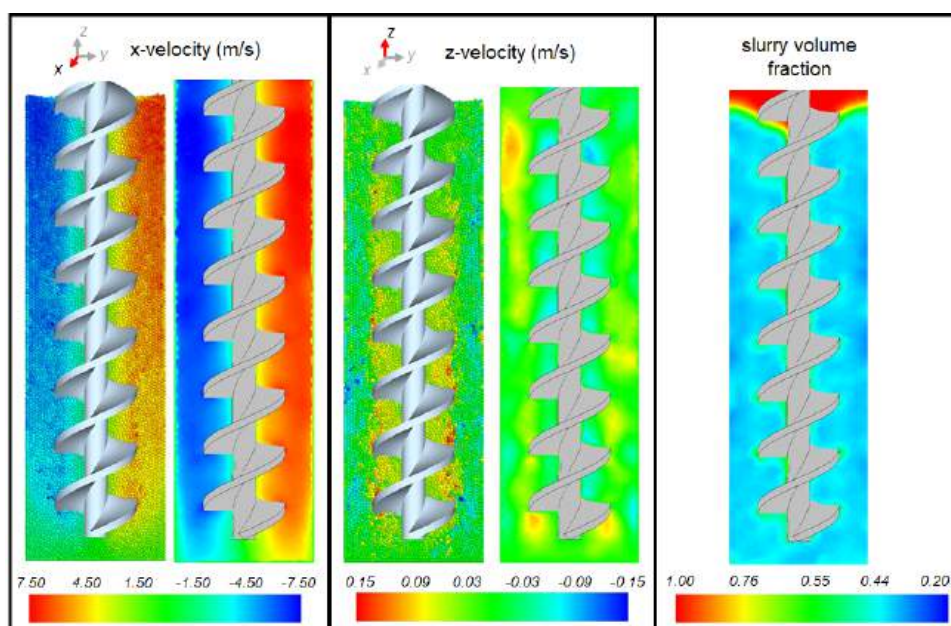 z
y
x
x-velocity (m/s)
z
y
x
z-velocity (m/s)
slurry volume
fraction
7.50 4.50 1.50 -1.50 -4.50 -7.50
0.15 0.09 0.03 -0.03 -0.09 -0.15
1.00 0.76 0.55 0.44 0.20